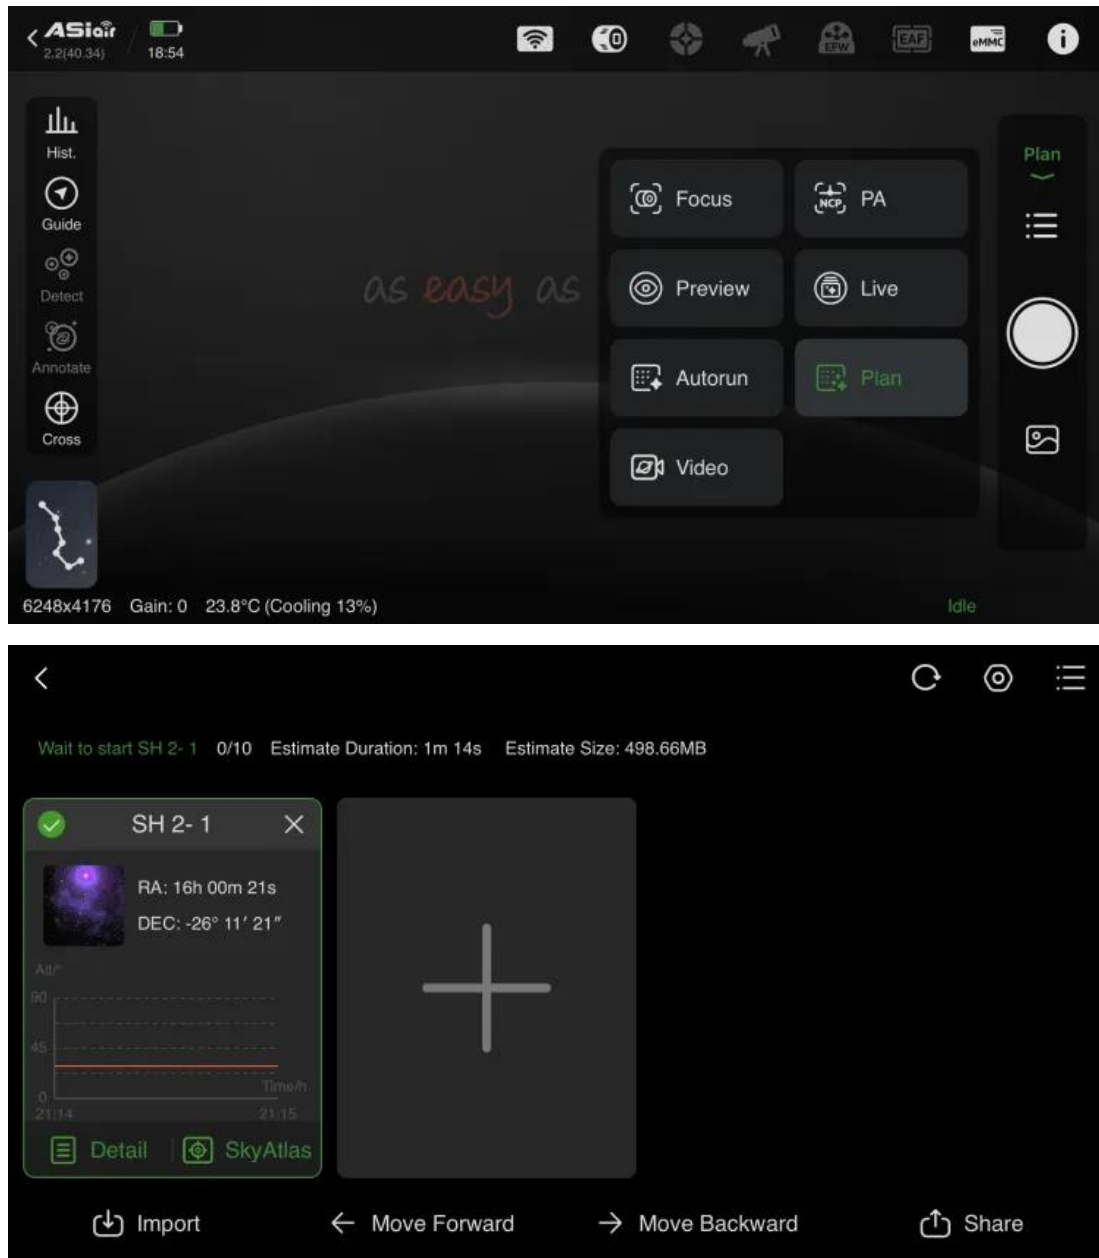 ASiair
2.2(40.34)
18:54
EFW
EAF
eMMC
Hist.
Guide
Detect
Annotate
Cross
as easy as
Focus
NCP
PA
Preview
Live
Autorun
Plan
Video
Plan
6248x4176 Gain: 0 23.8°C (Cooling 13%)
Idle
Wait to start SH 2- 1 0/10 Estimate Duration: 1m 14s Estimate Size: 498.66MB
SH 2- 1
RA: 16h 00m 21s
DEC: -26° 11′ 21″
Alt/°
90
45
0
Time/h
21:14 21:15
Detail SkyAtlas
Import Move Forward Move Backward Share